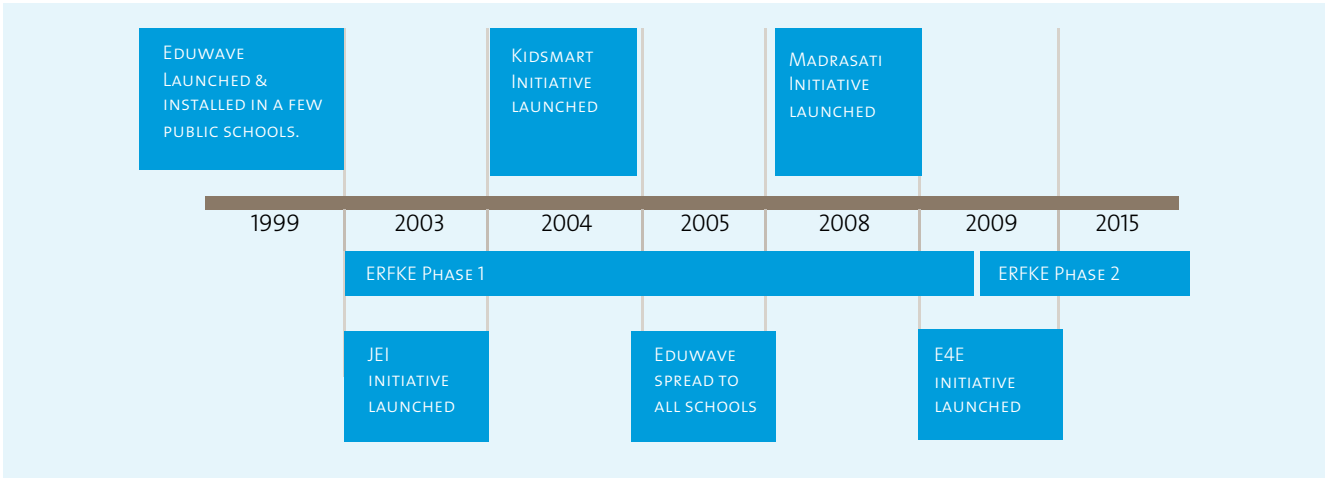 Eduwave
Launched &
installed in a few
public schools.
Kidsmart
Initiative
launched
Madrasati
Initiative
launched
1999
2003
2004
2005
2008
2009
2015
ERFKE Phase 1
ERFKE Phase 2
JEI
initiative
launched
Eduwave
spread to
all schools
E4E
initiative
launched